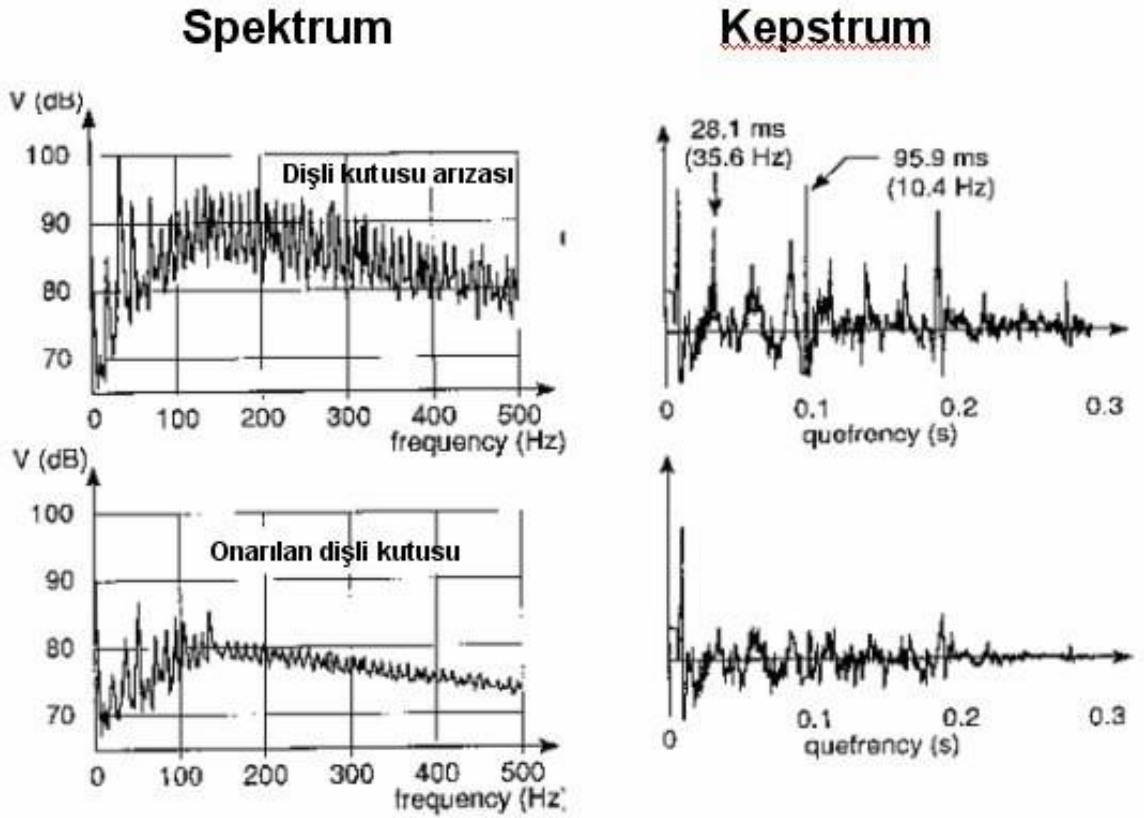 Spektrum
Kepstrum
V (dB)
100
90
80
70
Dişli kutusu arızası
0 100 200 300 400 500
frequency (Hz)
28.1 ms
(35.6 Hz)
95.9 ms
(10.4 Hz)
0 0.1 0.2 0.3
quefrency (s)
V (dB)
100
90
80
70
Onarılan dişli kutusu
0 100 200 300 400 500
frequency (Hz)
0 0.1 0.2 0.3
quefrency (s)